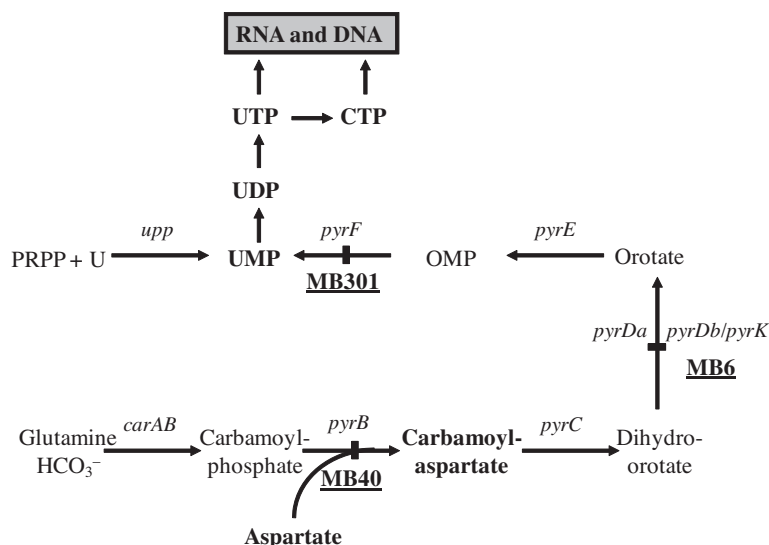 RNA and DNA
UTP
CTP
UDP
upp
pyrF
pyrE
PRPP + U
UMP
OMP
Orotate
MB301
pyrDa
pyrDb/pyrK
MB6
carAB
pyrB
pyrC
Glutamine
HCO₃⁻
Carbamoyl-
phosphate
Carbamoyl-
aspartate
Dihydro-
orotate
MB40
Aspartate